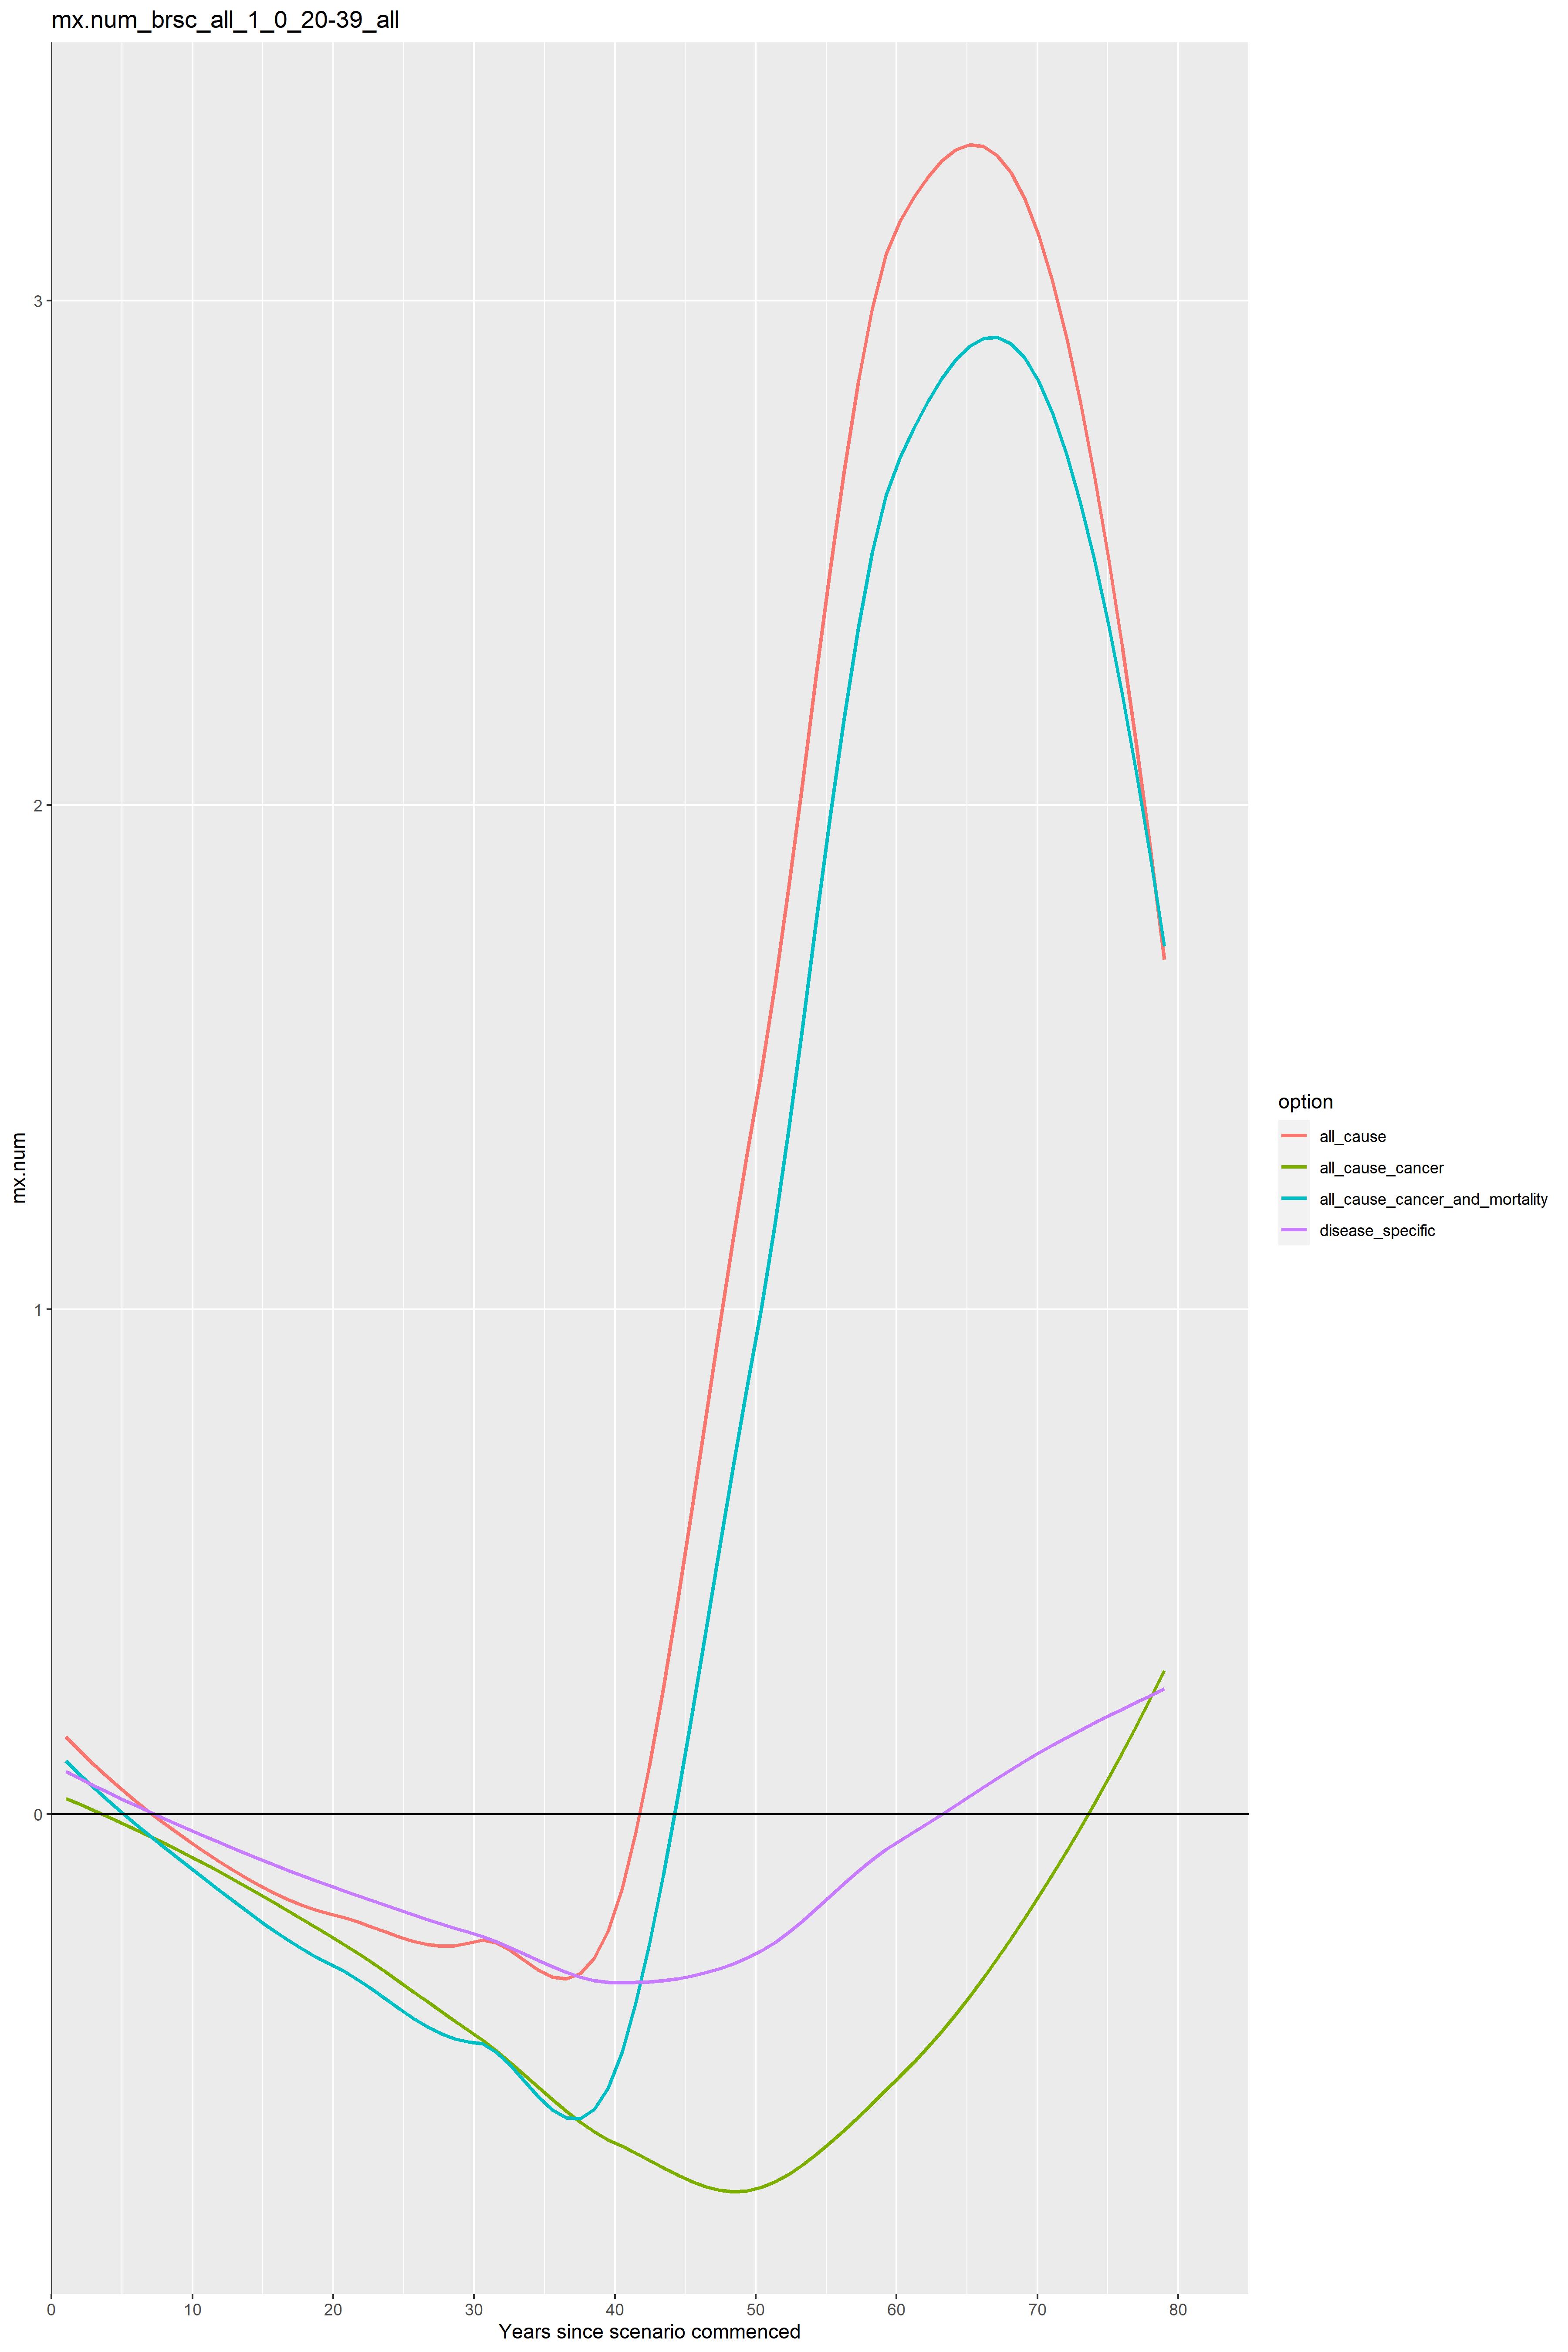 mx.num_brsc_all_1_0_20-39_all
3
2
1
0
mx.num
0 10 20 30 40 50 60 70 80
Years since scenario commenced
option
all_cause
all_cause_cancer
all_cause_cancer_and_mortality
disease_specific